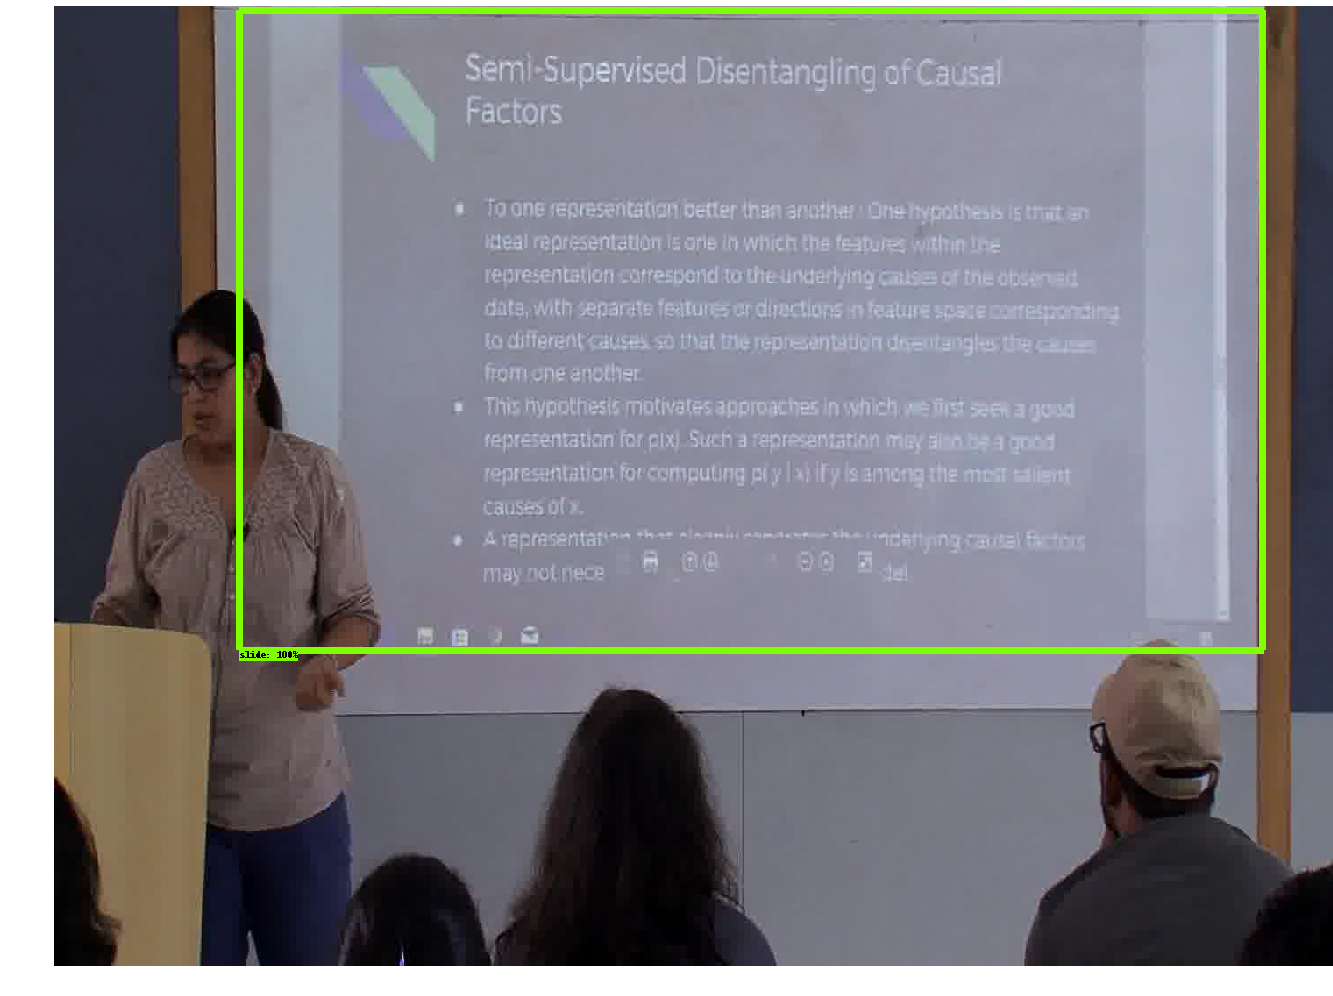 Semi-Supervised Disentangling of Causal
Factors
To one representation better than another : One hypothesis is that an
ideal representation is one in which the features within the
representation correspond to the underlying causes of the observed
data, with separate features or directions in feature space corresponding
to different causes, so that the representation disentangles the causes
from one another.
This hypothesis motivates approaches in which we first seek a good
representation for p(x). Such a representation may also be a good
representation for computing p( y | x) if y is among the most salient
causes of x.
A representation that cleanly separates the underlying causal factors
may not
slide: 100%